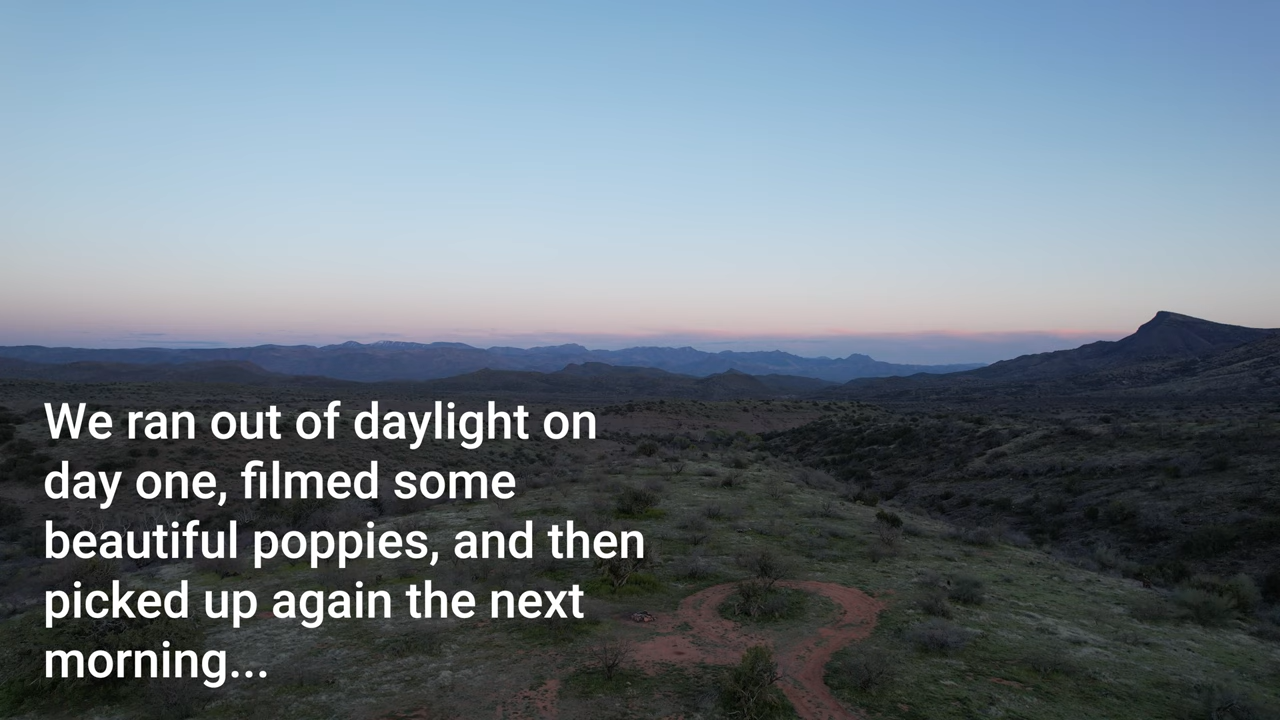 We ran out of daylight on
day one, filmed some
beautiful poppies, and then
picked up again the next
morning...